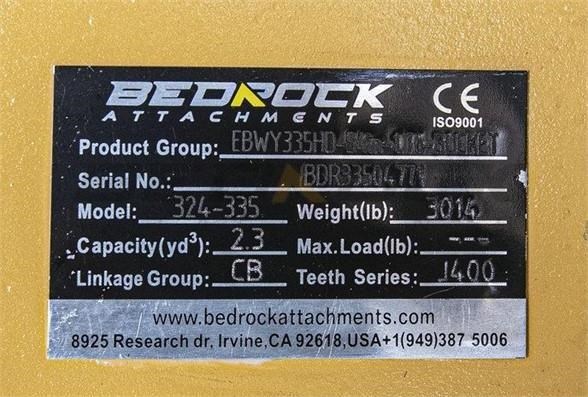 BEDROCK
ATTACHMENTS
CE
ISO9001
Product Group: BUCKET
Serial No.:
Model: 324-335 Weight(lb): 3014
Capacity(yd³): 2.3 Max.Load(lb): --
Linkage Group: CB Teeth Series: J400
www.bedrockattachments.com
8925 Research dr, Irvine,CA 92618,USA+1(949)387 5006